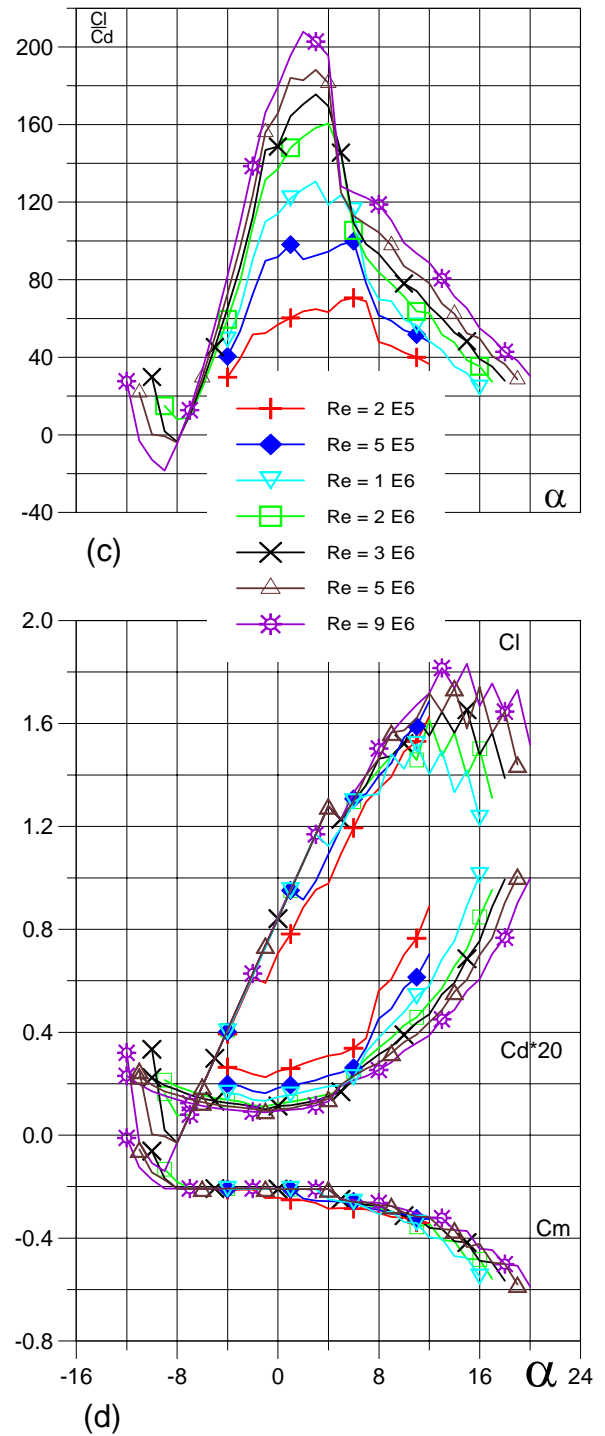 Cl
Cd
200
160
120
80
40
0
-40
α
(c)
Re = 2 E5
Re = 5 E5
Re = 1 E6
Re = 2 E6
Re = 3 E6
Re = 5 E6
Re = 9 E6
2.0
Cl
1.6
1.2
0.8
0.4
Cd*20
0.0
-0.4
Cm
-0.8
-16 -8 0 8 16 α 24
(d)